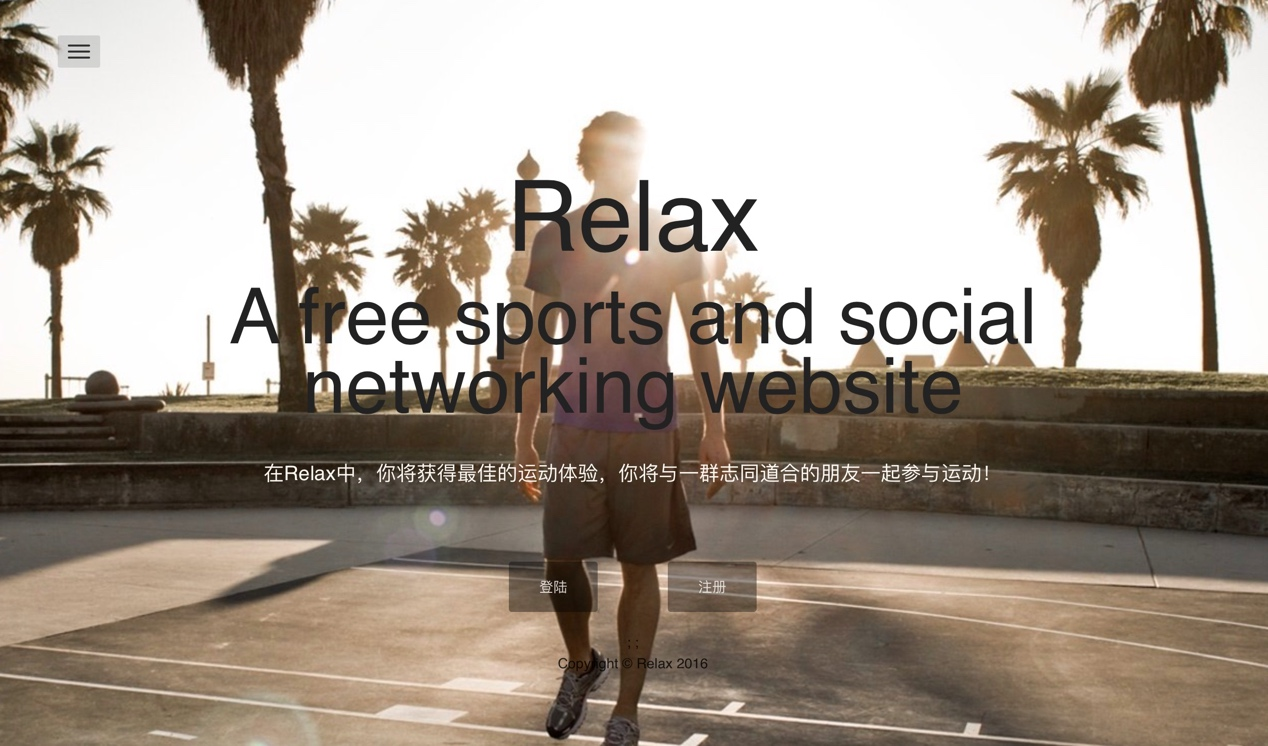 Relax
A free sports and social
networking website
在Relax中，你将获得最佳的运动体验，你将与一群志同道合的朋友一起参与运动！
登陆
注册
: :
Copyright © Relax 2016